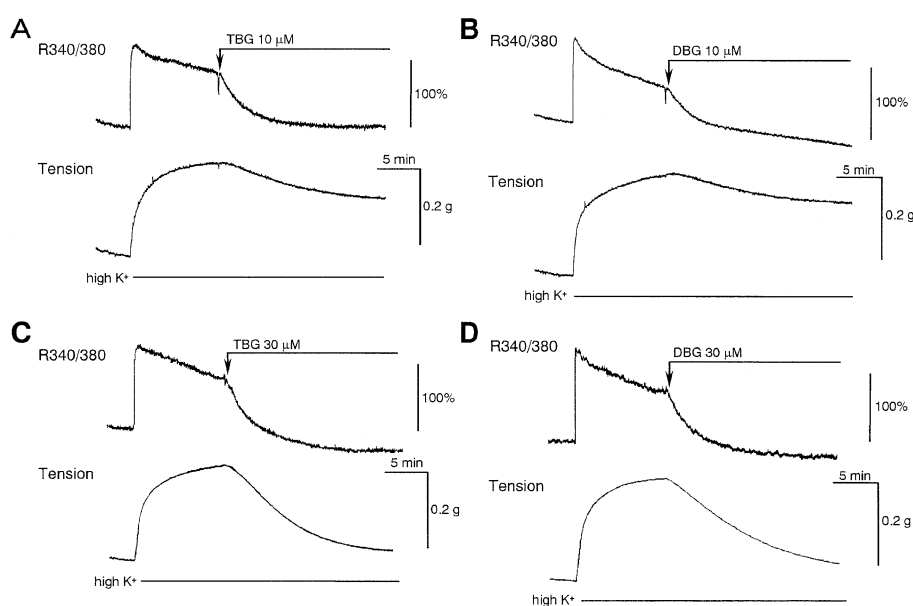 A
R340/380
TBG 10 μM
100%
Tension
5 min
0.2 g
high K+
B
R340/380
DBG 10 μM
100%
Tension
5 min
0.2 g
high K+
C
R340/380
TBG 30 μM
100%
Tension
5 min
0.2 g
high K+
D
R340/380
DBG 30 μM
100%
Tension
5 min
0.2 g
high K+